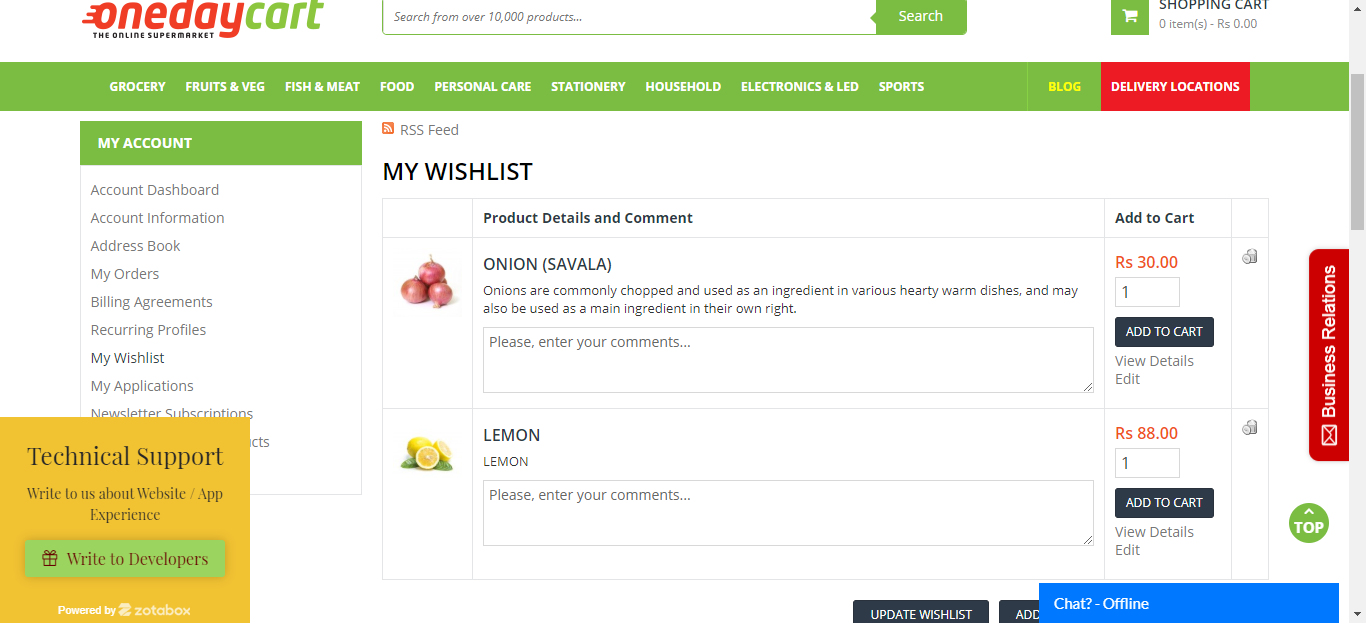 onedaycart
THE ONLINE SUPERMARKET
Search from over 10,000 products...
Search
SHOPPING CART
0 item(s) - Rs 0.00
GROCERY FRUITS & VEG FISH & MEAT FOOD PERSONAL CARE STATIONERY HOUSEHOLD ELECTRONICS & LED SPORTS BLOG DELIVERY LOCATIONS
MY ACCOUNT
Account Dashboard
Account Information
Address Book
My Orders
Billing Agreements
Recurring Profiles
My Wishlist
My Applications
Newsletter Subscriptions
cts
Technical Support
Write to us about Website / App
Experience
Write to Developers
Powered by zotabox
RSS Feed
MY WISHLIST
Product Details and Comment Add to Cart
ONION (SAVALA)
Onions are commonly chopped and used as an ingredient in various hearty warm dishes, and may
also be used as a main ingredient in their own right.
Please, enter your comments...
Rs 30.00
1
ADD TO CART
View Details
Edit
LEMON
LEMON
Please, enter your comments...
Rs 88.00
1
ADD TO CART
View Details
Edit
UPDATE WISHLIST ADD
Chat? - Offline
Business Relations
TOP